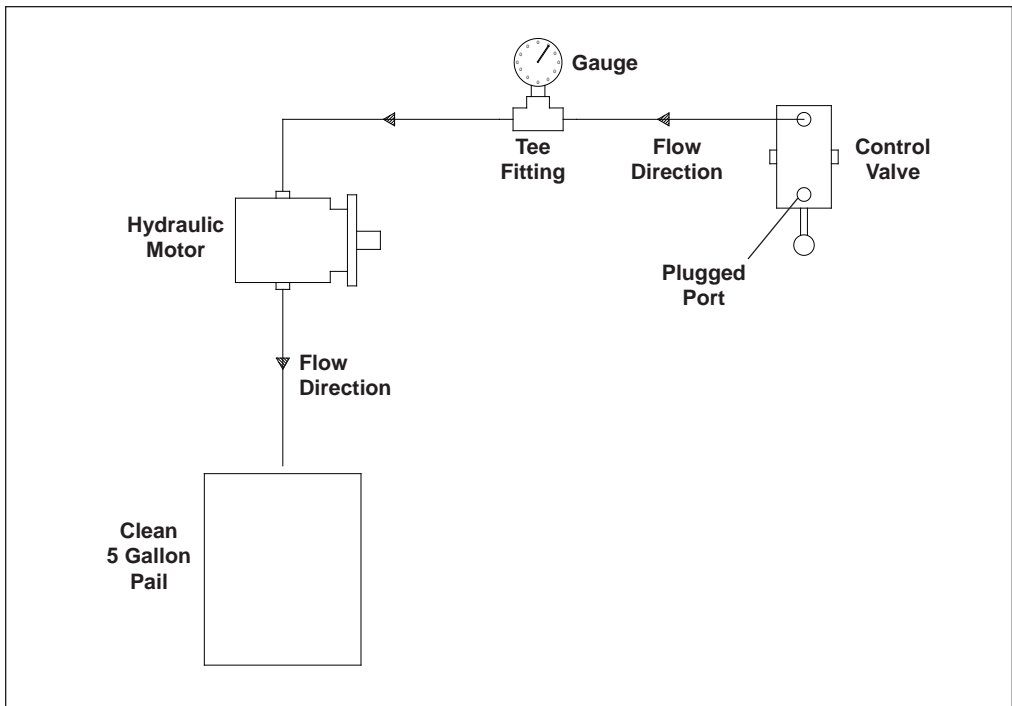 Gauge
Tee
Fitting
Flow
Direction
Control
Valve
Hydraulic
Motor
Plugged
Port
Flow
Direction
Clean
5 Gallon
Pail